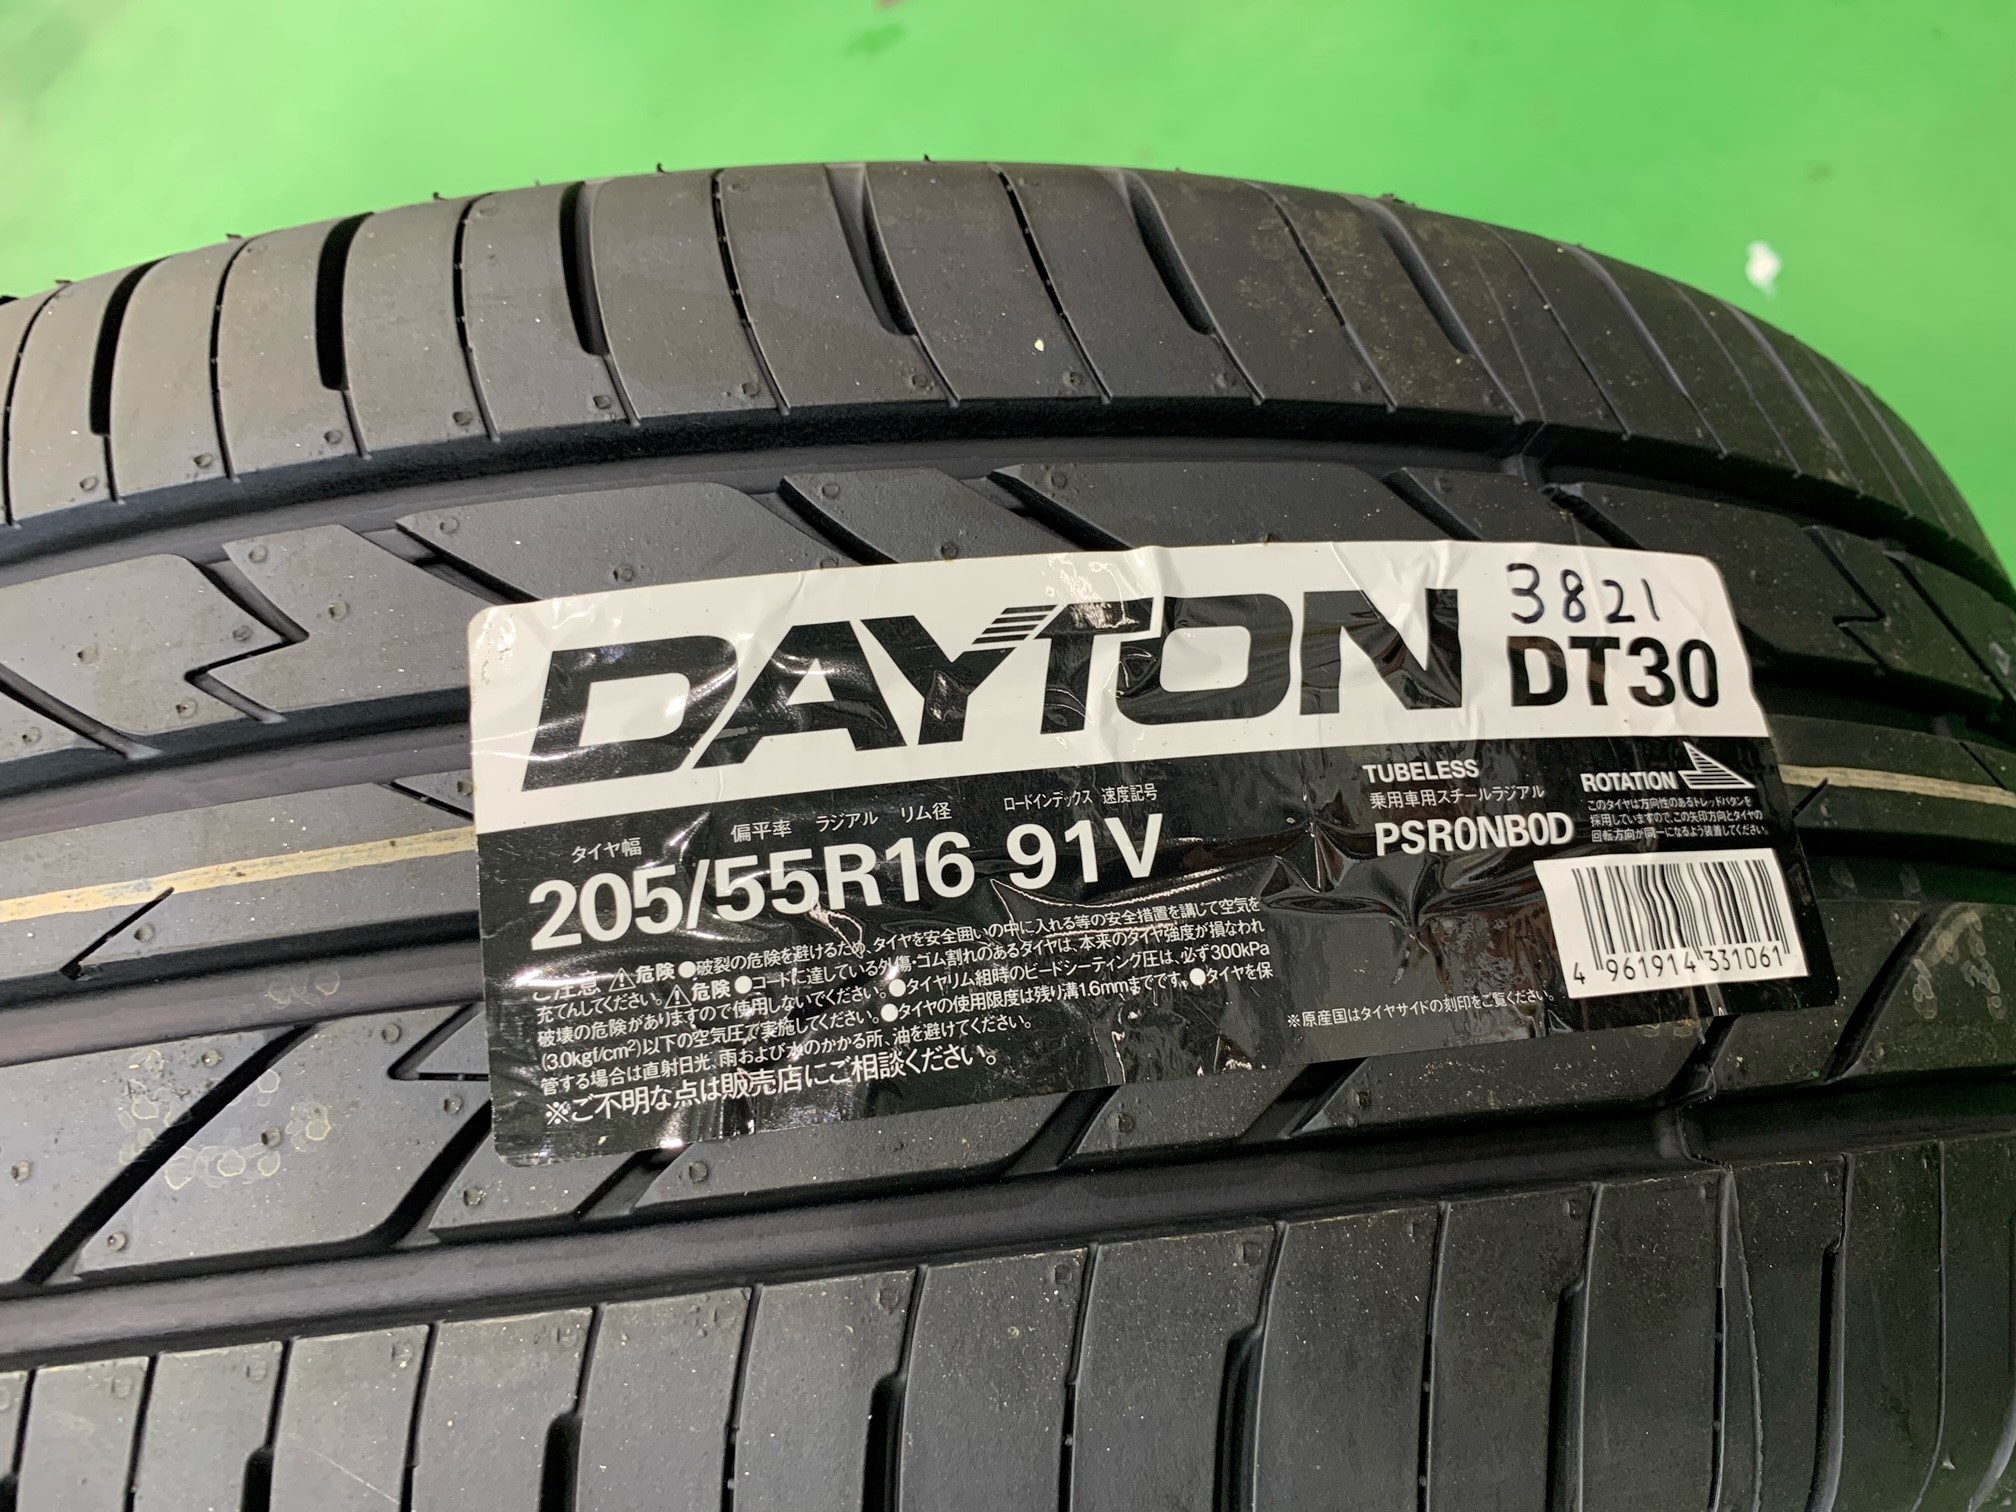 3821
DAYTON DT30
TUBELESS
乗用車用スチールラジアル
PSR0NB0D
ROTATION
このタイヤは方向性のあるトレッドパタンを
採用していますので、この矢印方向とタイヤの
回転方向が同一になるよう装着してください。
タイヤ幅 偏平率 ラジアル リム径 ロードインデックス 速度記号
205/55R16 91V
ご注意 危険 ●破裂の危険を避けるため、タイヤを安全囲いの中に入れる等の安全措置を講じて空気を
充てんしてください。危険 ●コードに達している外傷・ゴム割れのあるタイヤは、本来のタイヤ強度が損なわれ
破壊の危険がありますので使用しないでください。●タイヤリム組時のビードシーティング圧は、必ず300kPa
(3.0kgf/cm²)以下の空気圧で実施してください。●タイヤの使用限度は残り溝1.6mmまでです。●タイヤを保
管する場合は直射日光、雨および水のかかる所、油を避けてください。
※ご不明な点は販売店にご相談ください。
※原産国はタイヤサイドの刻印をご覧ください。
4 961914 331061